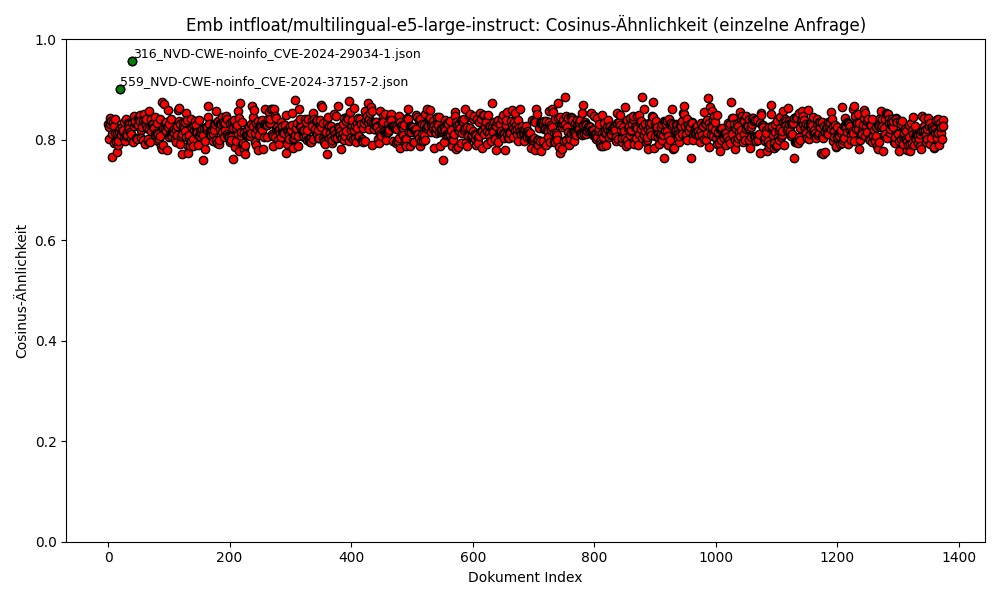 Emb intfloat/multilingual-e5-large-instruct: Cosinus-Ähnlichkeit (einzelne Anfrage)
1.0
316_NVD-CWE-noinfo_CVE-2024-29034-1.json
559_NVD-CWE-noinfo_CVE-2024-37157-2.json
0.8
0.6
Cosinus-Ähnlichkeit
0.4
0.2
0.0
0 200 400 600 800 1000 1200 1400
Dokument Index